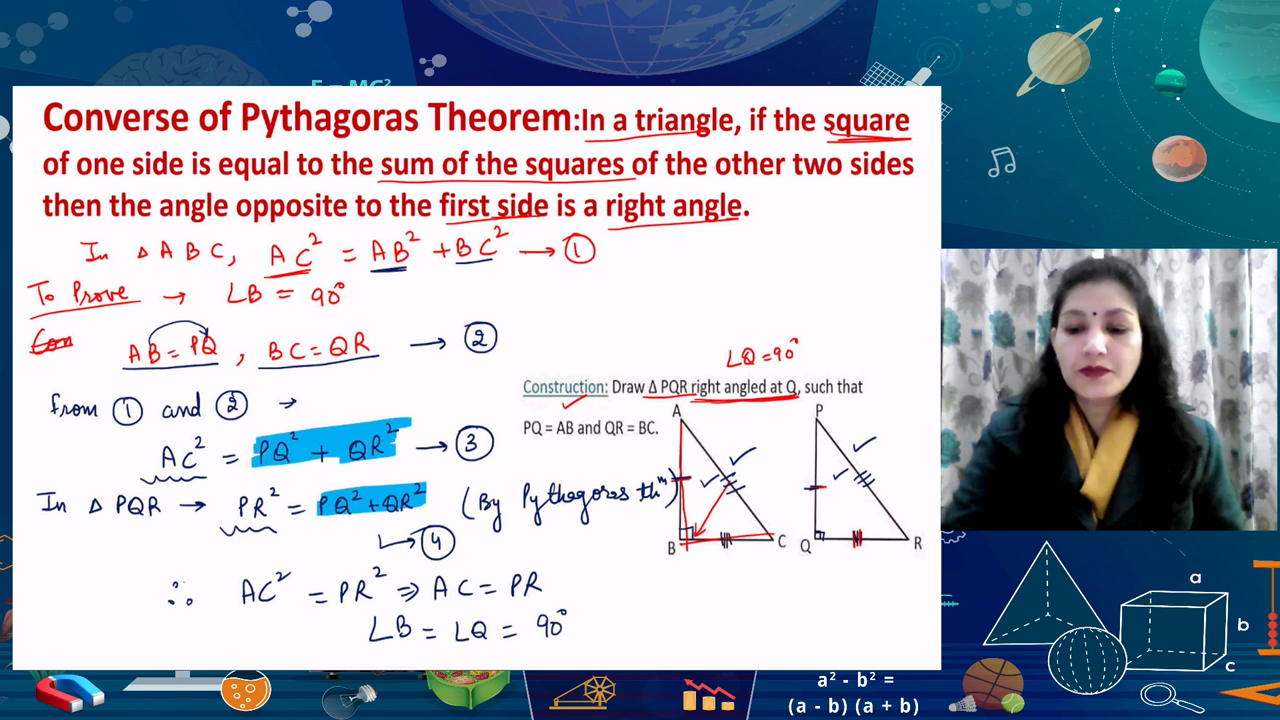 E = MC²
Converse of Pythagoras Theorem:In a triangle, if the square
of one side is equal to the sum of the squares of the other two sides
then the angle opposite to the first side is a right angle.
In △ ABC, AC² = AB² + BC² → ①
To Prove → ∠B = 90°
Con
AB = PQ , BC = QR → ②
∠Q = 90°
Construction: Draw Δ PQR right angled at Q, such that
PQ = AB and QR = BC.
from ① and ② →
AC² = PQ² + QR² → ③
In △ PQR → PR² = PQ² + QR² (By Pythagores thm)
↳ ④
∴ AC² = PR² ⇒ AC = PR
∠B = ∠Q = 90°
A
B
C
P
Q
R
a
b
c
a² - b² =
(a - b) (a + b)